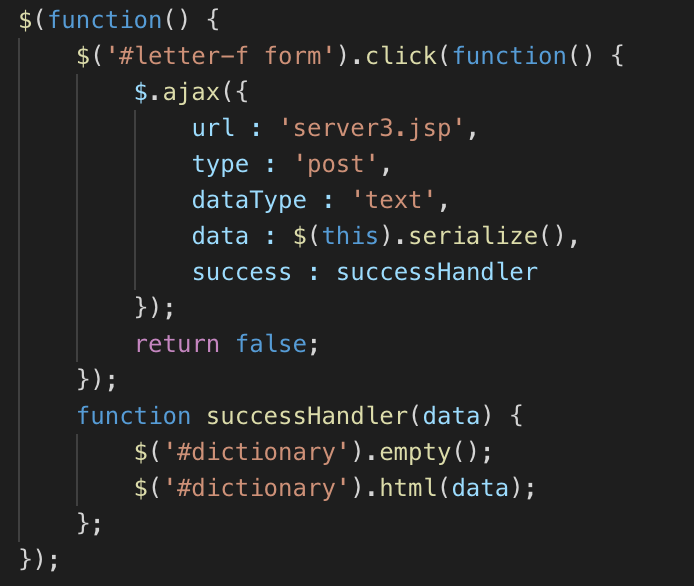 $(function() {
    $('#letter-f form').click(function() {
        $.ajax({
            url : 'server3.jsp',
            type : 'post',
            dataType : 'text',
            data : $(this).serialize(),
            success : successHandler
        });
        return false;
    });
    function successHandler(data) {
        $('#dictionary').empty();
        $('#dictionary').html(data);
    };
});